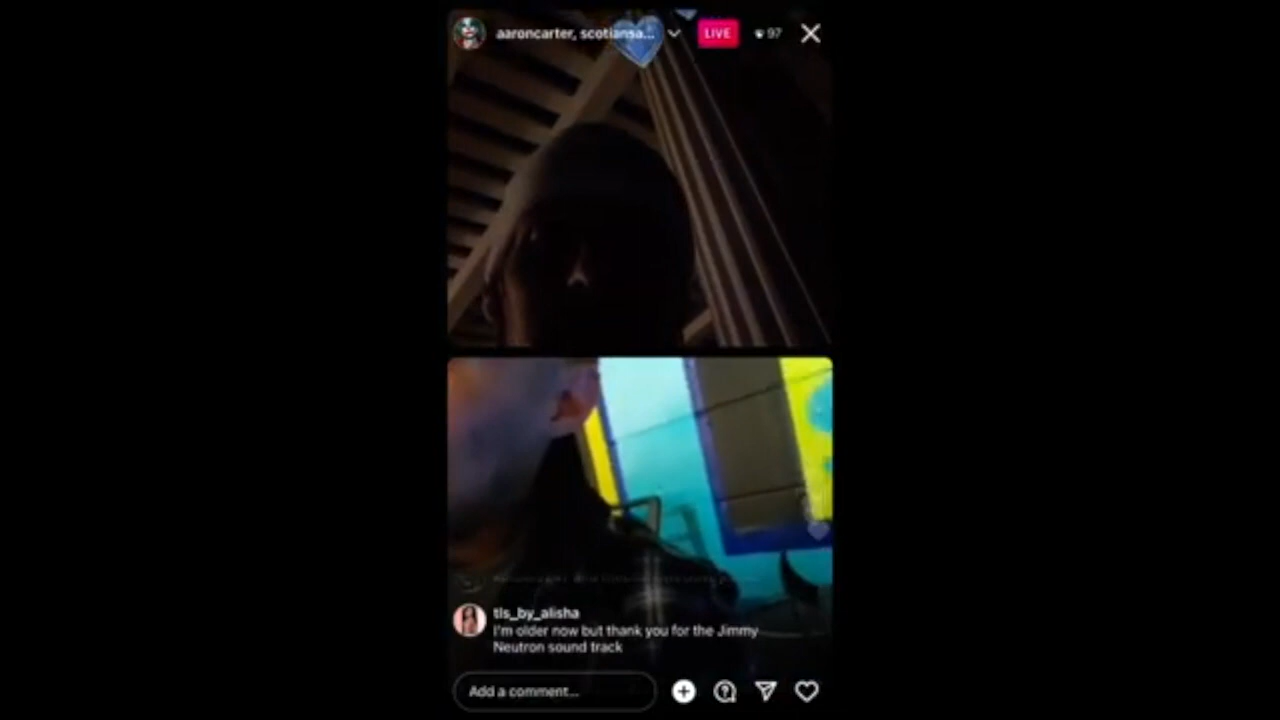 aaroncarter, scotiansa...
LIVE
97
tls_by_alisha
I'm older now but thank you for the Jimmy
Neutron sound track
Add a comment...